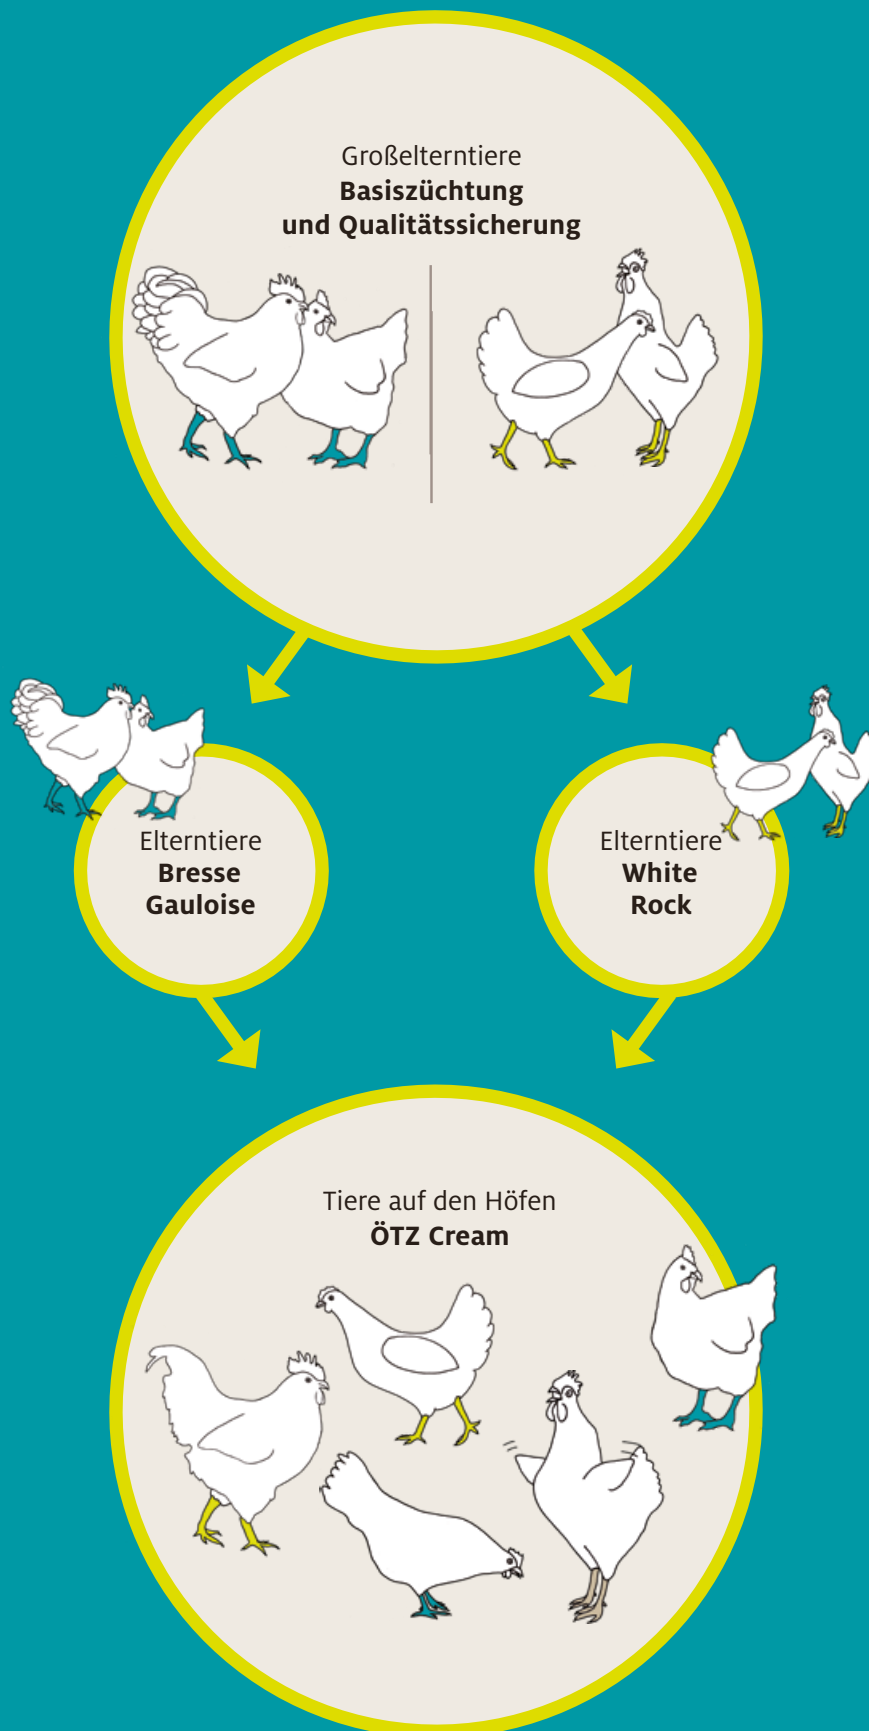 Großelterntiere
Basiszüchtung
und Qualitätssicherung
Elterntiere
Bresse
Gauloise
Elterntiere
White
Rock
Tiere auf den Höfen
ÖTZ Cream